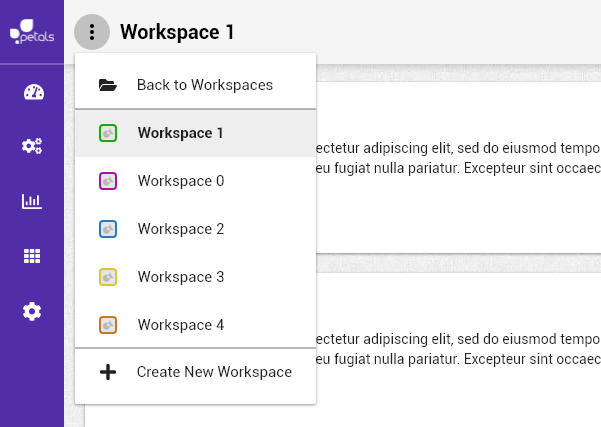 petals
Workspace 1
Back to Workspaces
Workspace 1
Workspace 0
Workspace 2
Workspace 3
Workspace 4
Create New Workspace
ectetur adipiscing elit, sed do eiusmod tempo
eu fugiat nulla pariatur. Excepteur sint occaec
ectetur adipiscing elit, sed do eiusmod tempo
eu fugiat nulla pariatur. Excepteur sint occaec